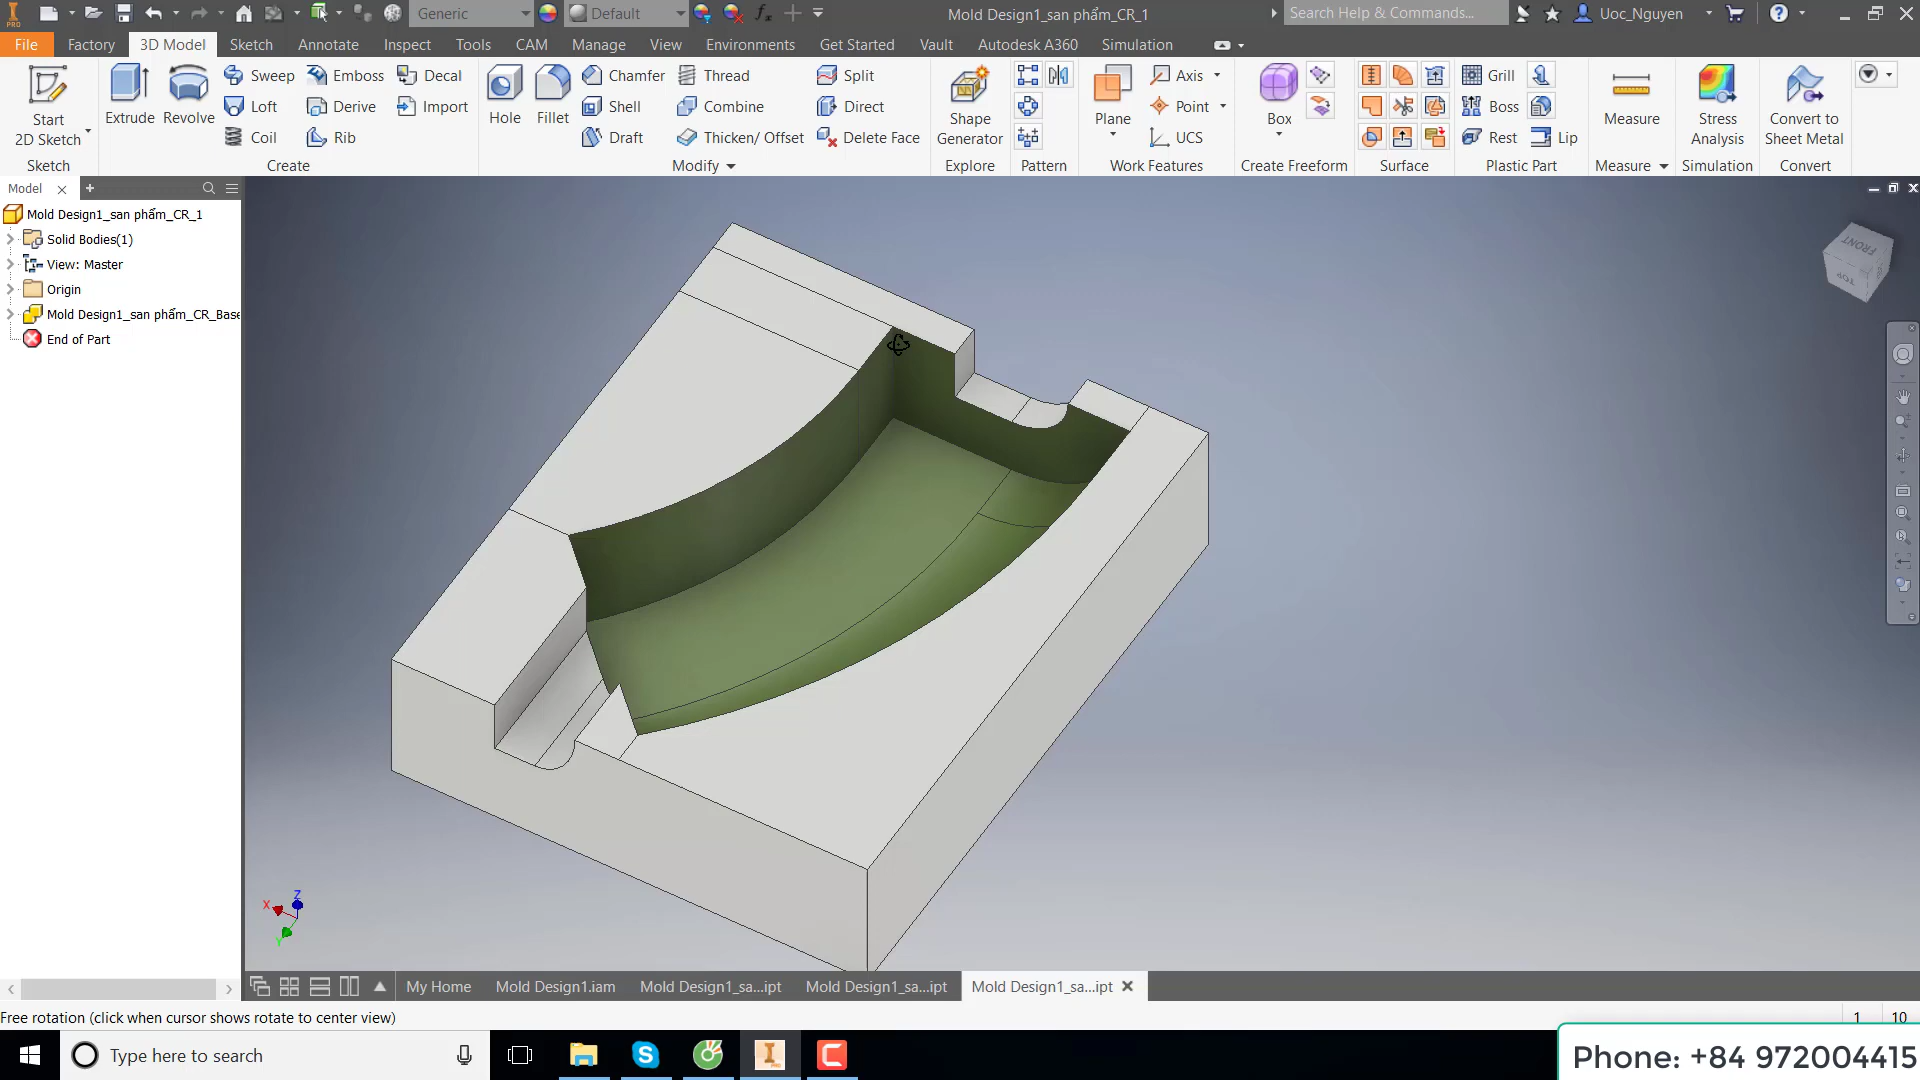 Generic
Default
Mold Design1_san phẩm_CR_1
Search Help & Commands...
Uoc_Nguyen
PRO
File
Factory
3D Model
Sketch
Annotate
Inspect
Tools
CAM
Manage
View
Environments
Get Started
Vault
Autodesk A360
Simulation
Start
2D Sketch
Extrude
Revolve
Sweep
Loft
Coil
Emboss
Derive
Rib
Decal
Import
Hole
Fillet
Chamfer
Shell
Draft
Thread
Combine
Thicken/ Offset
Split
Direct
Delete Face
Shape
Generator
Plane
Axis
Point
UCS
Box
Grill
Boss
Rest
Lip
Measure
Stress
Analysis
Convert to
Sheet Metal
Sketch
Create
Modify
Explore
Pattern
Work Features
Create Freeform
Surface
Plastic Part
Measure
Simulation
Convert
Model
Mold Design1_san phẩm_CR_1
Solid Bodies(1)
View: Master
Origin
Mold Design1_san phẩm_CR_Base
End of Part
FRONT
TOP
X
Z
Y
My Home
Mold Design1.iam
Mold Design1_sa...ipt
Mold Design1_sa...ipt
Mold Design1_sa...ipt
Free rotation (click when cursor shows rotate to center view)
1
10
Type here to search
Phone: +84 972004415